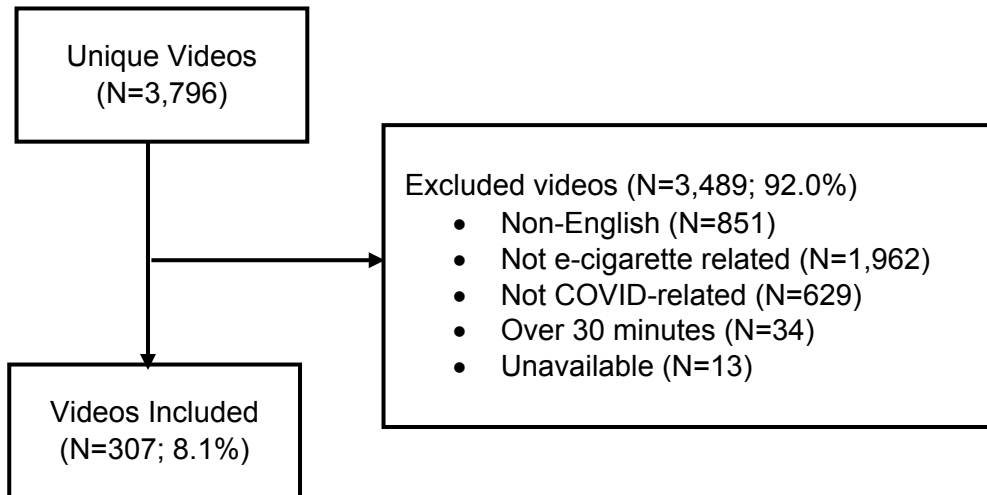 Unique Videos
(N=3,796)
Excluded videos (N=3,489; 92.0%)
• Non-English (N=851)
• Not e-cigarette related (N=1,962)
• Not COVID-related (N=629)
• Over 30 minutes (N=34)
• Unavailable (N=13)
Videos Included
(N=307; 8.1%)